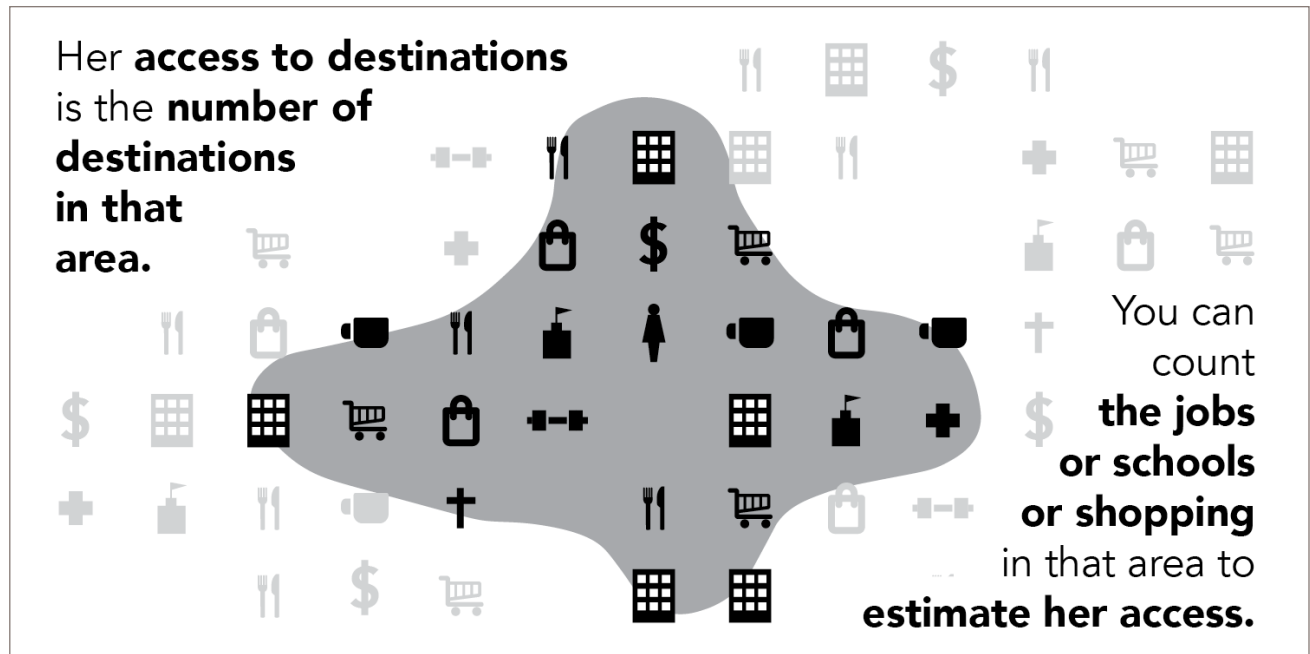 Her access to destinations
is the number of
destinations
in that
area.
You can
count
the jobs
or schools
or shopping
in that area to
estimate her access.